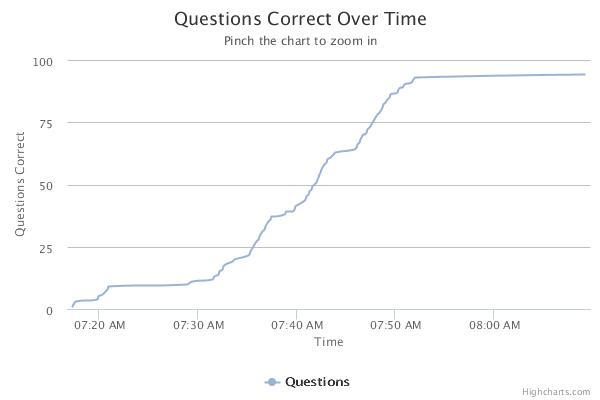 Questions Correct Over Time
Pinch the chart to zoom in
100
75
50
25
0
Questions Correct
07:20 AM
07:30 AM
07:40 AM
07:50 AM
08:00 AM
Time
Questions
Highcharts.com